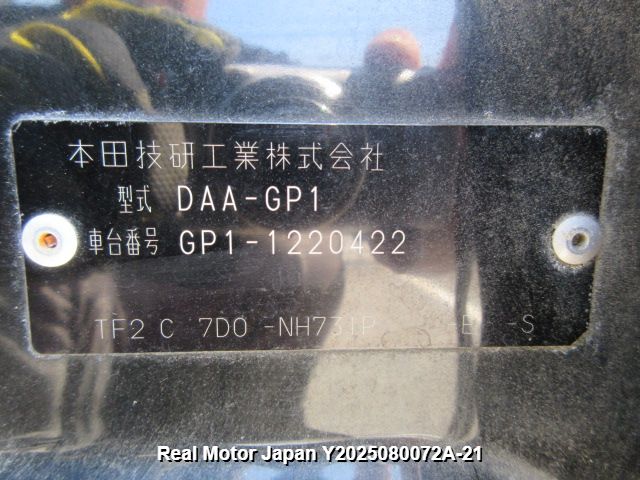 本田技研工業株式会社
型式 DAA-GP1
車台番号 GP1-1220422
TF2 C 7D0 -NH731P -E -S
Real Motor Japan Y2025080072A-21